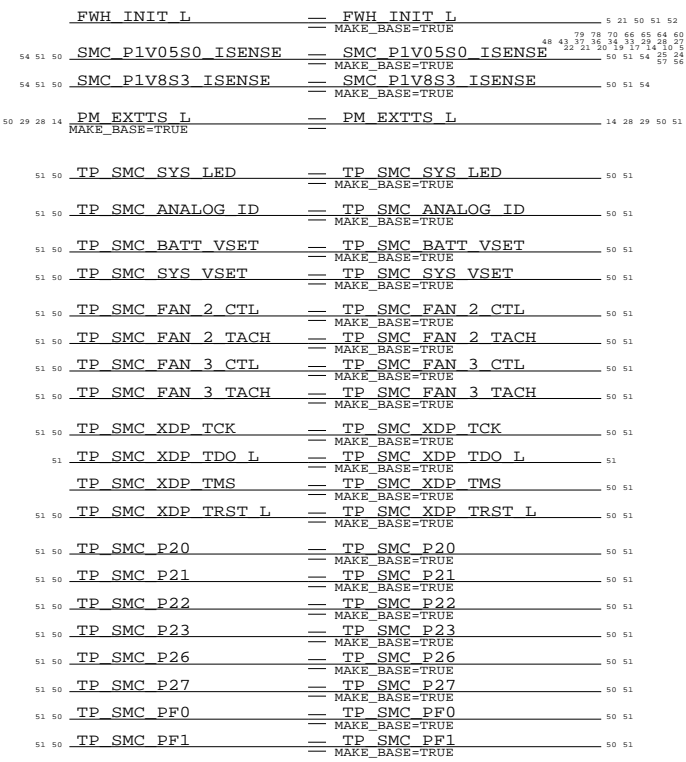 FWH_INIT_L FWH_INIT_L 5 21 50 51 52
MAKE_BASE=TRUE
79 78 70 66 65 64 60
48 43 37 36 34 33 29 28 27
22 21 20 19 17 14 10 5
54 51 50 SMC_P1V05S0_ISENSE SMC_P1V05S0_ISENSE 50 51 54 25 24
MAKE_BASE=TRUE 57 56
54 51 50 SMC_P1V8S3_ISENSE SMC_P1V8S3_ISENSE 50 51 54
MAKE_BASE=TRUE
50 29 28 14 PM_EXTTS_L PM_EXTTS_L 14 28 29 50 51
MAKE_BASE=TRUE
51 50 TP_SMC_SYS_LED TP_SMC_SYS_LED 50 51
MAKE_BASE=TRUE
51 50 TP_SMC_ANALOG_ID TP_SMC_ANALOG_ID 50 51
MAKE_BASE=TRUE
51 50 TP_SMC_BATT_VSET TP_SMC_BATT_VSET 50 51
MAKE_BASE=TRUE
51 50 TP_SMC_SYS_VSET TP_SMC_SYS_VSET 50 51
MAKE_BASE=TRUE
51 50 TP_SMC_FAN_2_CTL TP_SMC_FAN_2_CTL 50 51
MAKE_BASE=TRUE
51 50 TP_SMC_FAN_2_TACH TP_SMC_FAN_2_TACH 50 51
MAKE_BASE=TRUE
51 50 TP_SMC_FAN_3_CTL TP_SMC_FAN_3_CTL 50 51
MAKE_BASE=TRUE
51 50 TP_SMC_FAN_3_TACH TP_SMC_FAN_3_TACH 50 51
MAKE_BASE=TRUE
51 50 TP_SMC_XDP_TCK TP_SMC_XDP_TCK 50 51
MAKE_BASE=TRUE
51 TP_SMC_XDP_TDO_L TP_SMC_XDP_TDO_L 51
MAKE_BASE=TRUE
TP_SMC_XDP_TMS TP_SMC_XDP_TMS 50 51
MAKE_BASE=TRUE
51 50 TP_SMC_XDP_TRST_L TP_SMC_XDP_TRST_L 50 51
MAKE_BASE=TRUE
51 50 TP_SMC_P20 TP_SMC_P20 50 51
MAKE_BASE=TRUE
51 50 TP_SMC_P21 TP_SMC_P21 50 51
MAKE_BASE=TRUE
51 50 TP_SMC_P22 TP_SMC_P22 50 51
MAKE_BASE=TRUE
51 50 TP_SMC_P23 TP_SMC_P23 50 51
MAKE_BASE=TRUE
51 50 TP_SMC_P26 TP_SMC_P26 50 51
MAKE_BASE=TRUE
51 50 TP_SMC_P27 TP_SMC_P27 50 51
MAKE_BASE=TRUE
51 50 TP_SMC_PF0 TP_SMC_PF0 50 51
MAKE_BASE=TRUE
51 50 TP_SMC_PF1 TP_SMC_PF1 50 51
MAKE_BASE=TRUE